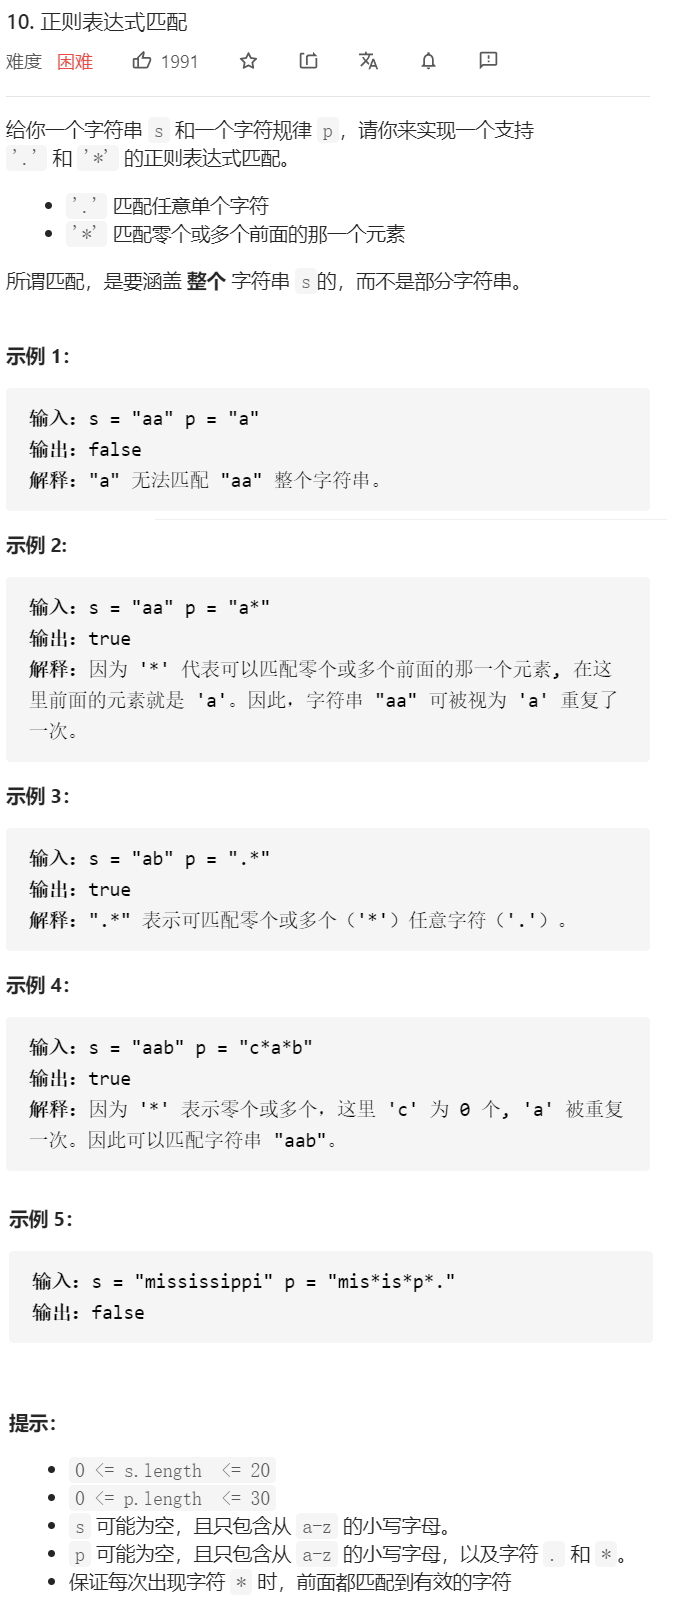 10. 正则表达式匹配
难度 困难 1991
给你一个字符串 s 和一个字符规律 p，请你来实现一个支持
'.' 和 '*' 的正则表达式匹配。
'.' 匹配任意单个字符
'*' 匹配零个或多个前面的那一个元素
所谓匹配，是要涵盖 整个 字符串 s的，而不是部分字符串。
示例 1：
输入：s = "aa" p = "a"
输出：false
解释："a" 无法匹配 "aa" 整个字符串。
示例 2:
输入：s = "aa" p = "a*"
输出：true
解释：因为 '*' 代表可以匹配零个或多个前面的那一个元素, 在这
里前面的元素就是 'a'。因此，字符串 "aa" 可被视为 'a' 重复了
一次。
示例 3：
输入：s = "ab" p = ".*"
输出：true
解释：".*" 表示可匹配零个或多个（'*'）任意字符（'.'）。
示例 4：
输入：s = "aab" p = "c*a*b"
输出：true
解释：因为 '*' 表示零个或多个，这里 'c' 为 0 个, 'a' 被重复
一次。因此可以匹配字符串 "aab"。
示例 5：
输入：s = "mississippi" p = "mis*is*p*."
输出：false
提示：
0 <= s.length <= 20
0 <= p.length <= 30
s 可能为空，且只包含从 a-z 的小写字母。
p 可能为空，且只包含从 a-z 的小写字母，以及字符 . 和 *。
保证每次出现字符 * 时，前面都匹配到有效的字符